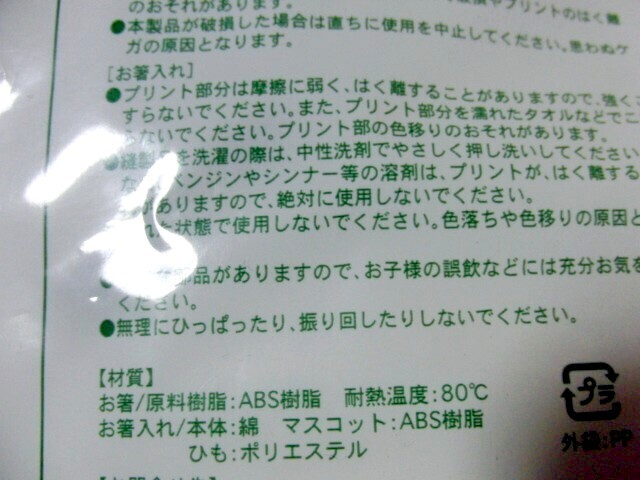 のおそれがあります。
プリントのはく離
●本製品が破損した場合は直ちに使用を中止してください。思わぬケ
ガの原因となります。
[お箸入れ]
●プリント部分は摩擦に弱く、はく離することがありますので、強くこ
すらないでください。また、プリント部分を濡れたタオルなどでこ
らないでください。プリント部の色移りのおそれがあります。
を洗濯の際は、中性洗剤でやさしく押し洗いしてください
ベンジンやシンナー等の溶剤は、プリントが、はく離する
がありますので、絶対に使用しないでください。
れた状態で使用しないでください。色落ちや色移りの原因と
部品がありますので、お子様の誤飲などには充分お気を
ください。
●無理にひっぱったり、振り回したりしないでください。
【材質】
お箸/原料樹脂:ABS樹脂 耐熱温度:80℃
お箸入れ/本体:綿 マスコット:ABS樹脂
ひも:ポリエステル
プラ
外袋:PP